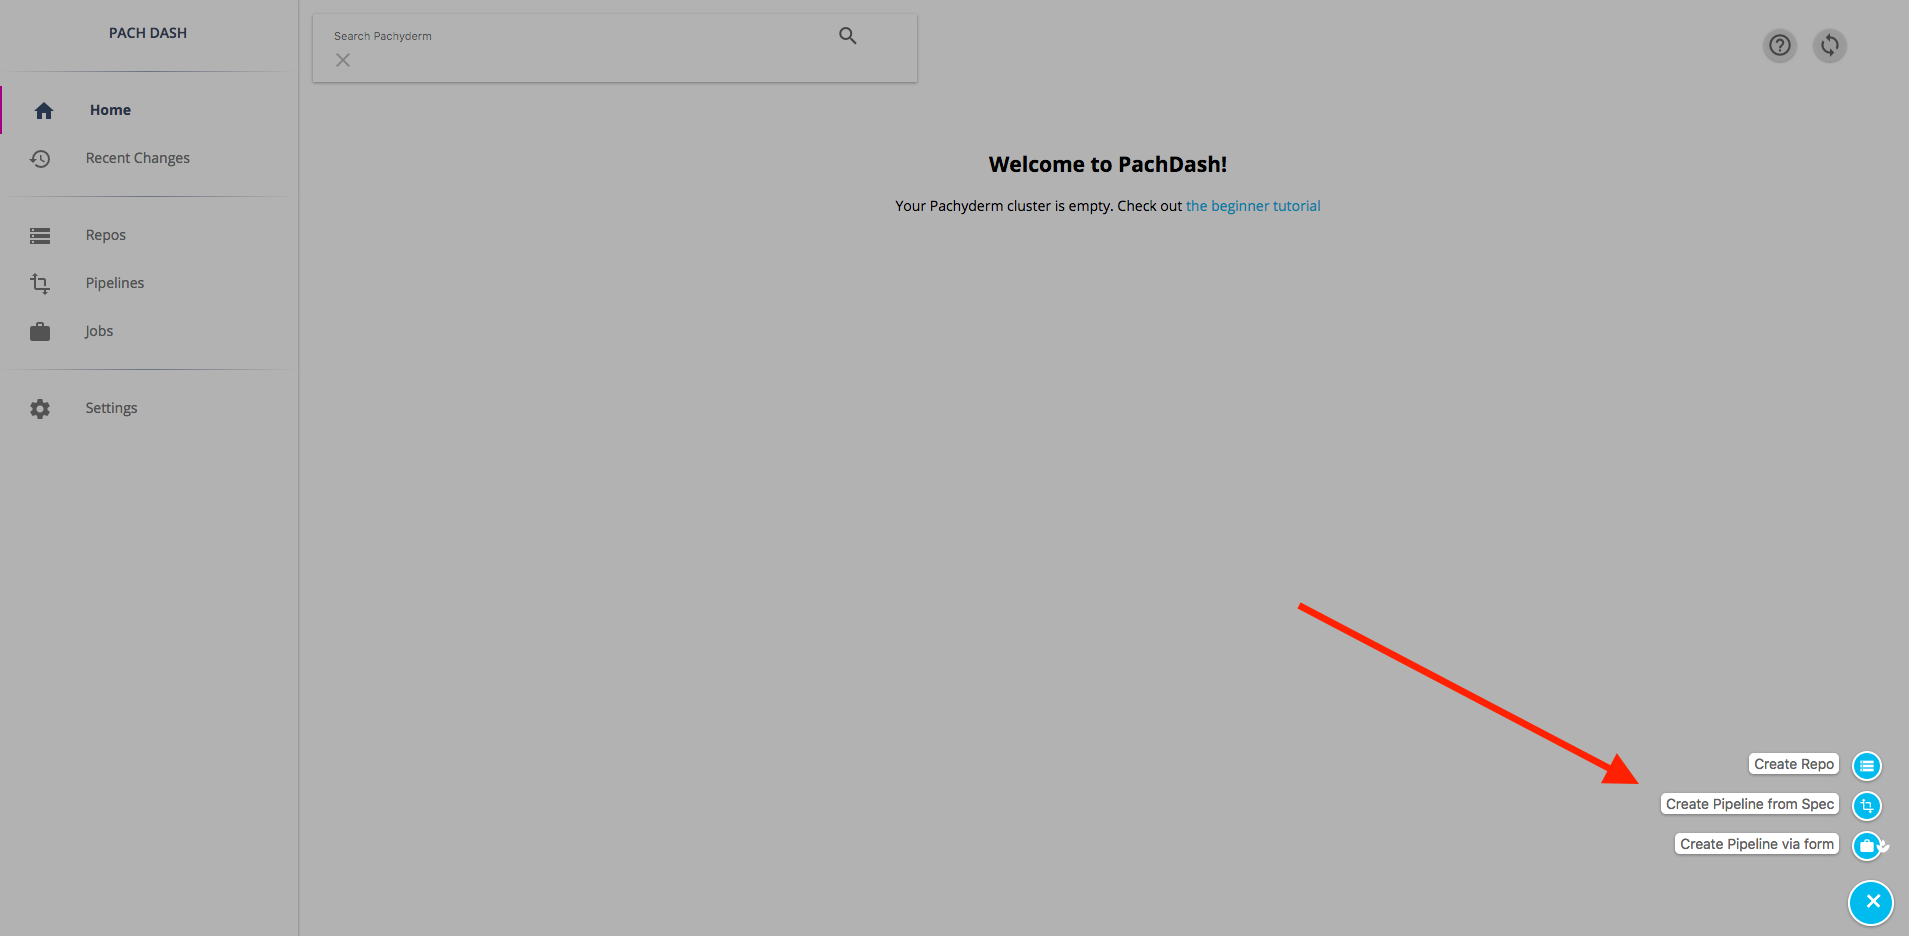 PACH DASH
Search Pachyderm
Home
Recent Changes
Repos
Pipelines
Jobs
Settings
Welcome to PachDash!
Your Pachyderm cluster is empty. Check out the beginner tutorial
Create Repo
Create Pipeline from Spec
Create Pipeline via form